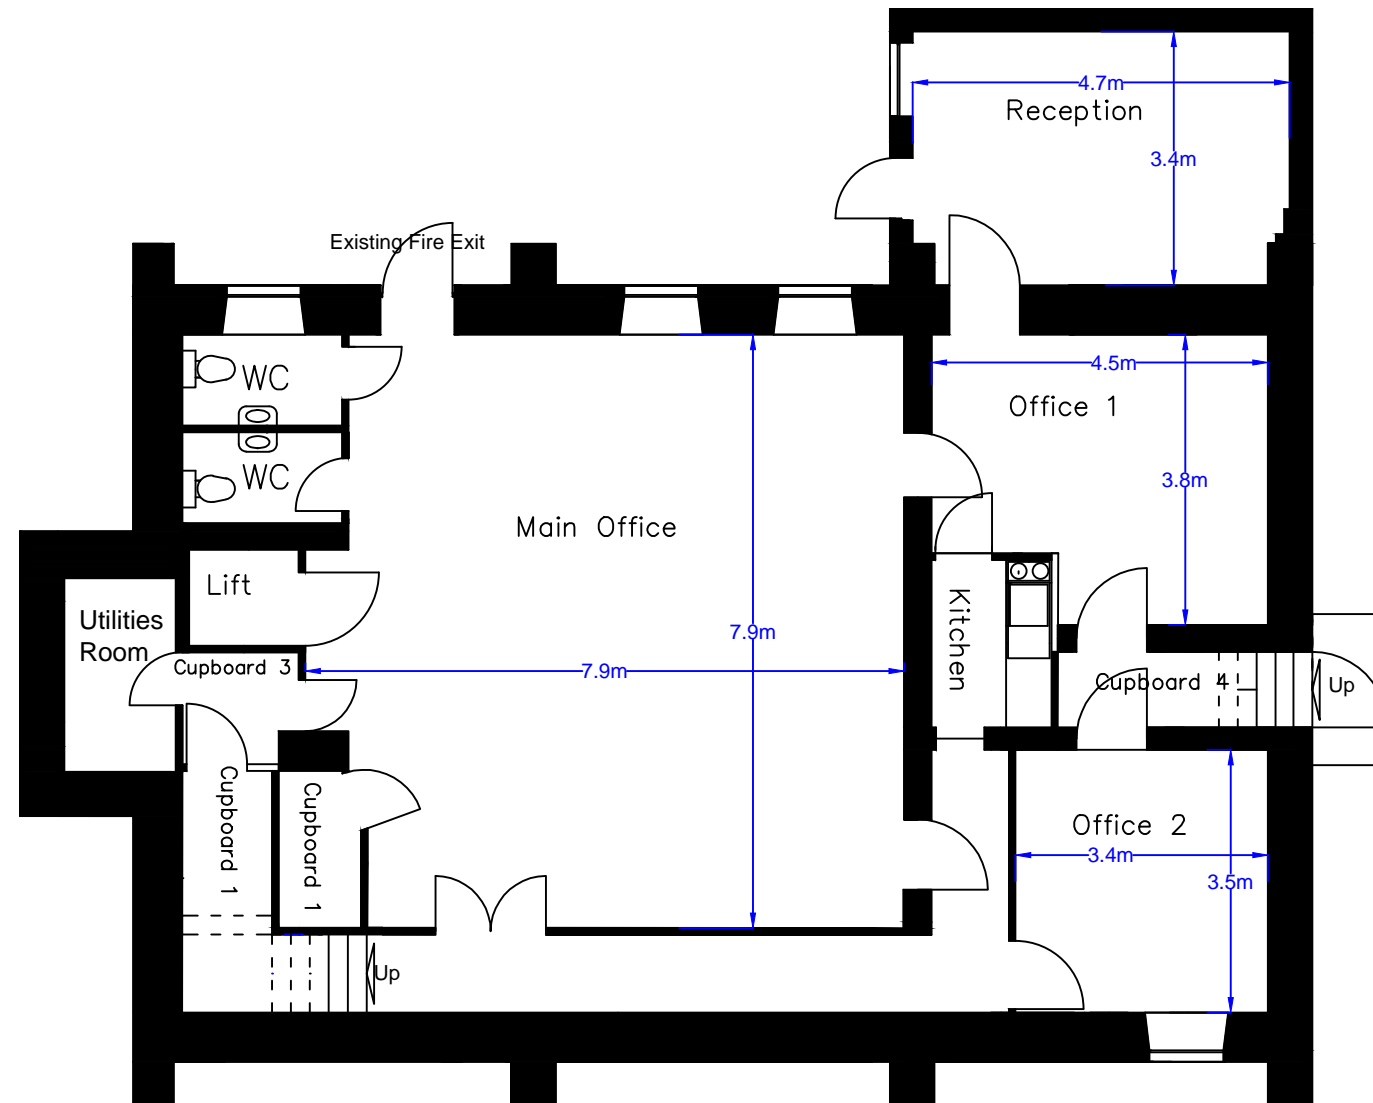 4.7m
Reception
3.4m
Existing Fire Exit
WC
4.5m
Office 1
WC
3.8m
Main Office
Lift
Kitchen
Utilities
Room
7.9m
Cupboard 3
7.9m
Cupboard 4
Up
Cupboard 1
Cupboard 1
Office 2
3.4m
3.5m
Up